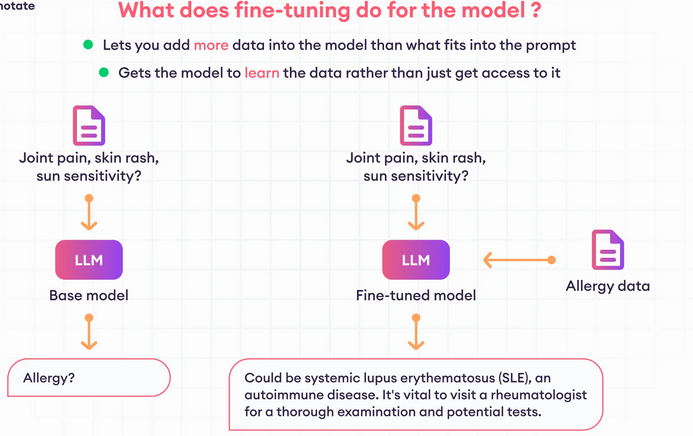 notate
What does fine-tuning do for the model ?
Lets you add more data into the model than what fits into the prompt
Gets the model to learn the data rather than just get access to it
Joint pain, skin rash,
sun sensitivity?
LLM
Base model
Allergy?
Joint pain, skin rash,
sun sensitivity?
LLM
Fine-tuned model
Allergy data
Could be systemic lupus erythematosus (SLE), an
autoimmune disease. It's vital to visit a rheumatologist
for a thorough examination and potential tests.